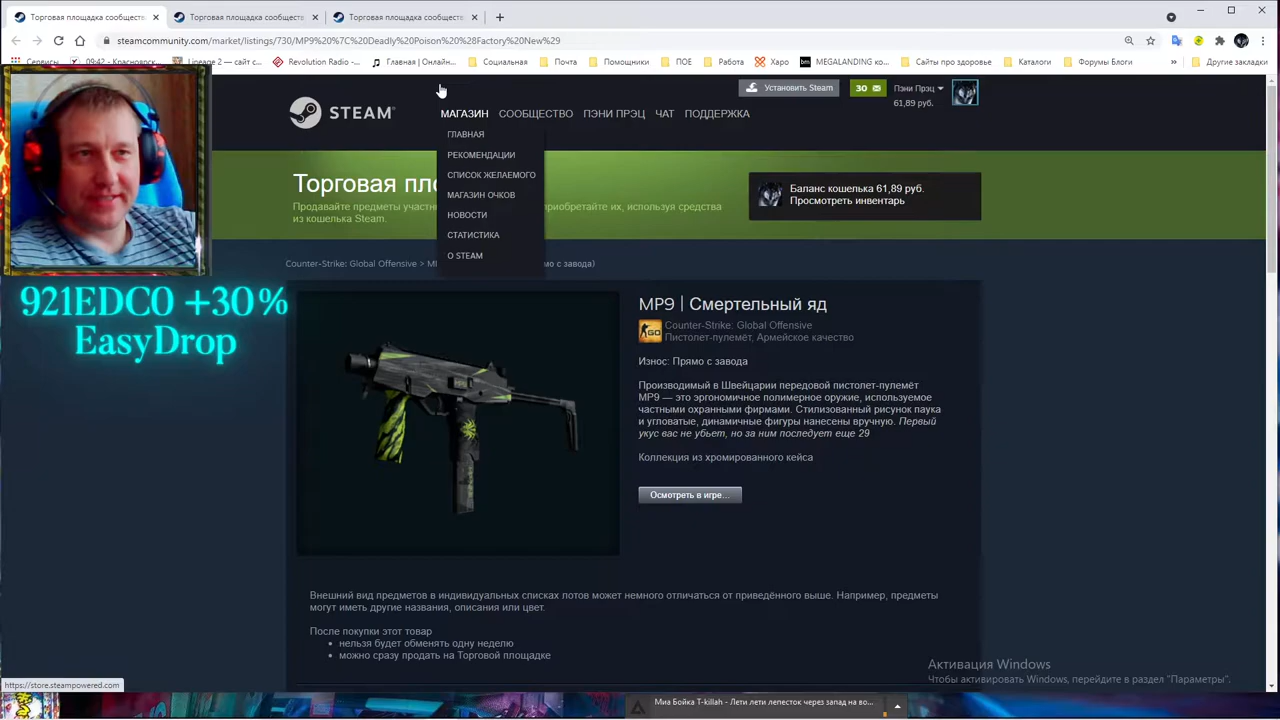 Торговая площадка сообществ
Торговая площадка сообществ
Торговая площадка сообществ
steamcommunity.com/market/listings/730/MP9%20%7C%20Deadly%20Poison%20%28Factory%20New%29
Сервисы
09:42 - Красноярск...
Lineage 2 — сайт с...
Revolution Radio -...
Главная | Онлайн...
Социальная
Почта
Помощники
ПОЕ
Работа
Харо
MEGALANDING ко...
Сайты про здоровье
Каталоги
Форумы Блоги
»
Другие закладки
Установить Steam
30
Пэни Прэц
61,89 руб.
STEAM
МАГАЗИН СООБЩЕСТВО ПЭНИ ПРЭЦ ЧАТ ПОДДЕРЖКА
ГЛАВНАЯ
РЕКОМЕНДАЦИИ
СПИСОК ЖЕЛАЕМОГО
МАГАЗИН ОЧКОВ
НОВОСТИ
СТАТИСТИКА
О STEAM
Торговая пл
Продавайте предметы участн
приобретайте их, используя средства
из кошелька Steam.
Баланс кошелька 61,89 руб.
Просмотреть инвентарь
Counter-Strike: Global Offensive > M
мо с завода)
921EDC0 +30%
EasyDrop
MP9 | Смертельный яд
Counter-Strike: Global Offensive
Пистолет-пулемёт, Армейское качество
Износ: Прямо с завода
Производимый в Швейцарии передовой пистолет-пулемёт
MP9 — это эргономичное полимерное оружие, используемое
частными охранными фирмами. Стилизованный рисунок паука
и угловатые, динамичные фигуры нанесены вручную. Первый
укус вас не убьет, но за ним последует еще 29
Коллекция из хромированного кейса
Осмотреть в игре...
Внешний вид предметов в индивидуальных списках лотов может немного отличаться от приведённого выше. Например, предметы
могут иметь другие названия, описания или цвет.
После покупки этот товар
• нельзя будет обменять одну неделю
• можно сразу продать на Торговой площадке
Активация Windows
Чтобы активировать Windows, перейдите в раздел "Параметры".
https://store.steampowered.com
Миа Бойка T-killah - Лети лети лепесток через запад на во...